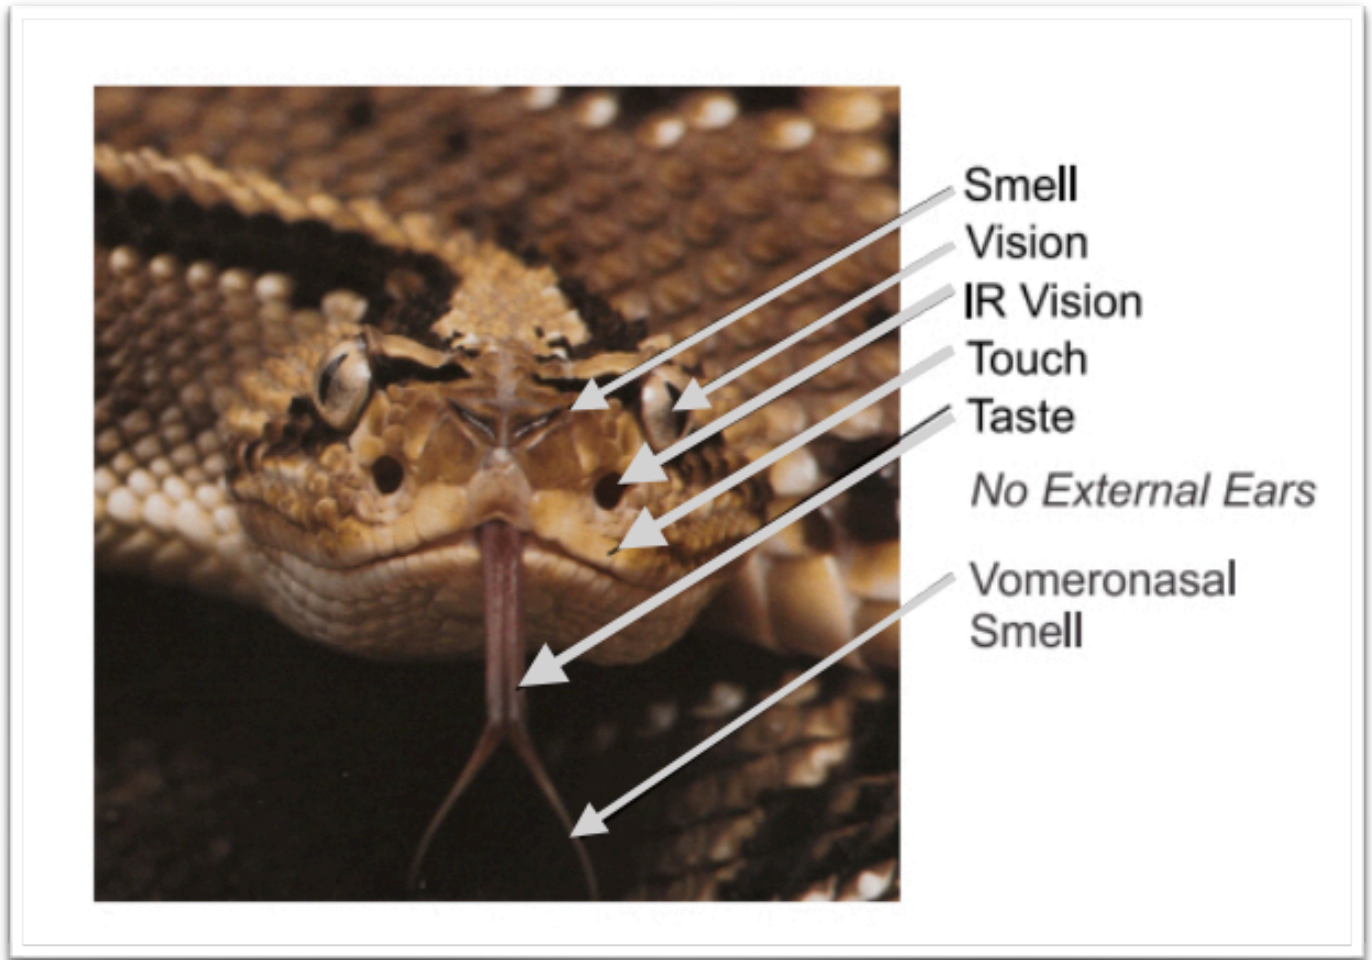 Smell
Vision
IR Vision
Touch
Taste
No External Ears
Vomeronasal
Smell